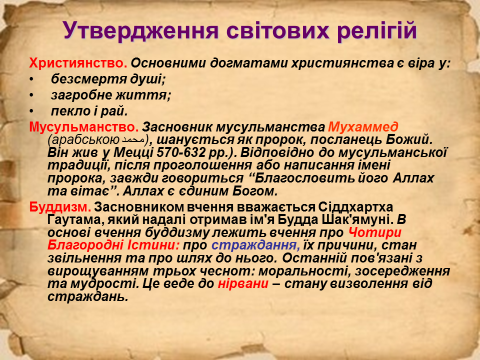 Утвердження світових релігій
Християнство. Основними догматами християнства є віра у:
• безсмертя душі;
• загробне життя;
• пекло і рай.
Мусульманство. Засновник мусульманства Мухаммед
(арабською محمد), шанується як пророк, посланець Божий.
Він жив у Мецці 570-632 рр.). Відповідно до мусульманської
традиції, після проголошення або написання імені
пророка, завжди говориться “Благословить його Аллах
та вітає”. Аллах є єдиним Богом.
Буддизм. Засновником вчення вважається Сіддхартха
Гаутама, який надалі отримав ім'я Будда Шак'ямуні. В
основі вчення буддизму лежить вчення про Чотири
Благородні Істини: про страждання, їх причини, стан
звільнення та про шлях до нього. Останній пов'язані з
вирощуванням трьох чеснот: моральності, зосередження
та мудрості. Це веде до нірвани – стану визволення від
страждань.